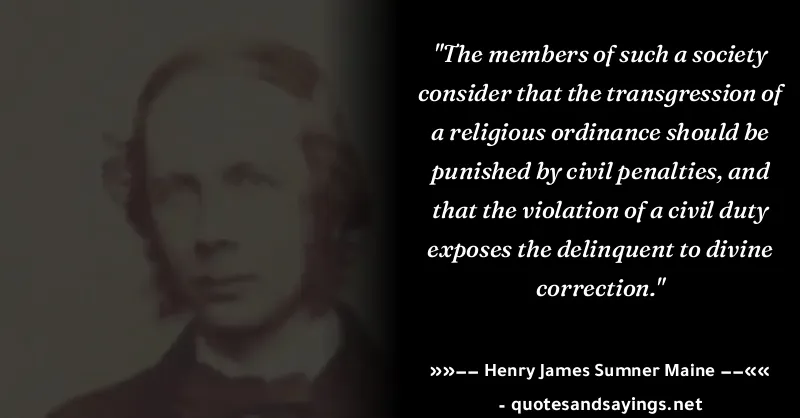 "The members of such a society
consider that the transgression of
a religious ordinance should be
punished by civil penalties, and
that the violation of a civil duty
exposes the delinquent to divine
correction."
»»−− Henry James Sumner Maine −−««
- quotesandsayings.net